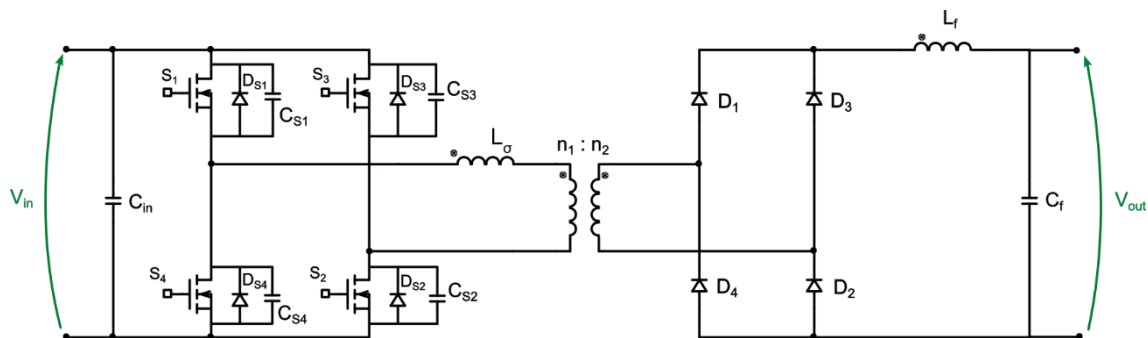 L_f
S_1
D_S1
C_S1
S_3
D_S3
C_S3
D_1
D_3
L_σ
n_1 : n_2
V_in
C_in
C_f
V_out
S_4
D_S4
C_S4
S_2
D_S2
C_S2
D_4
D_2